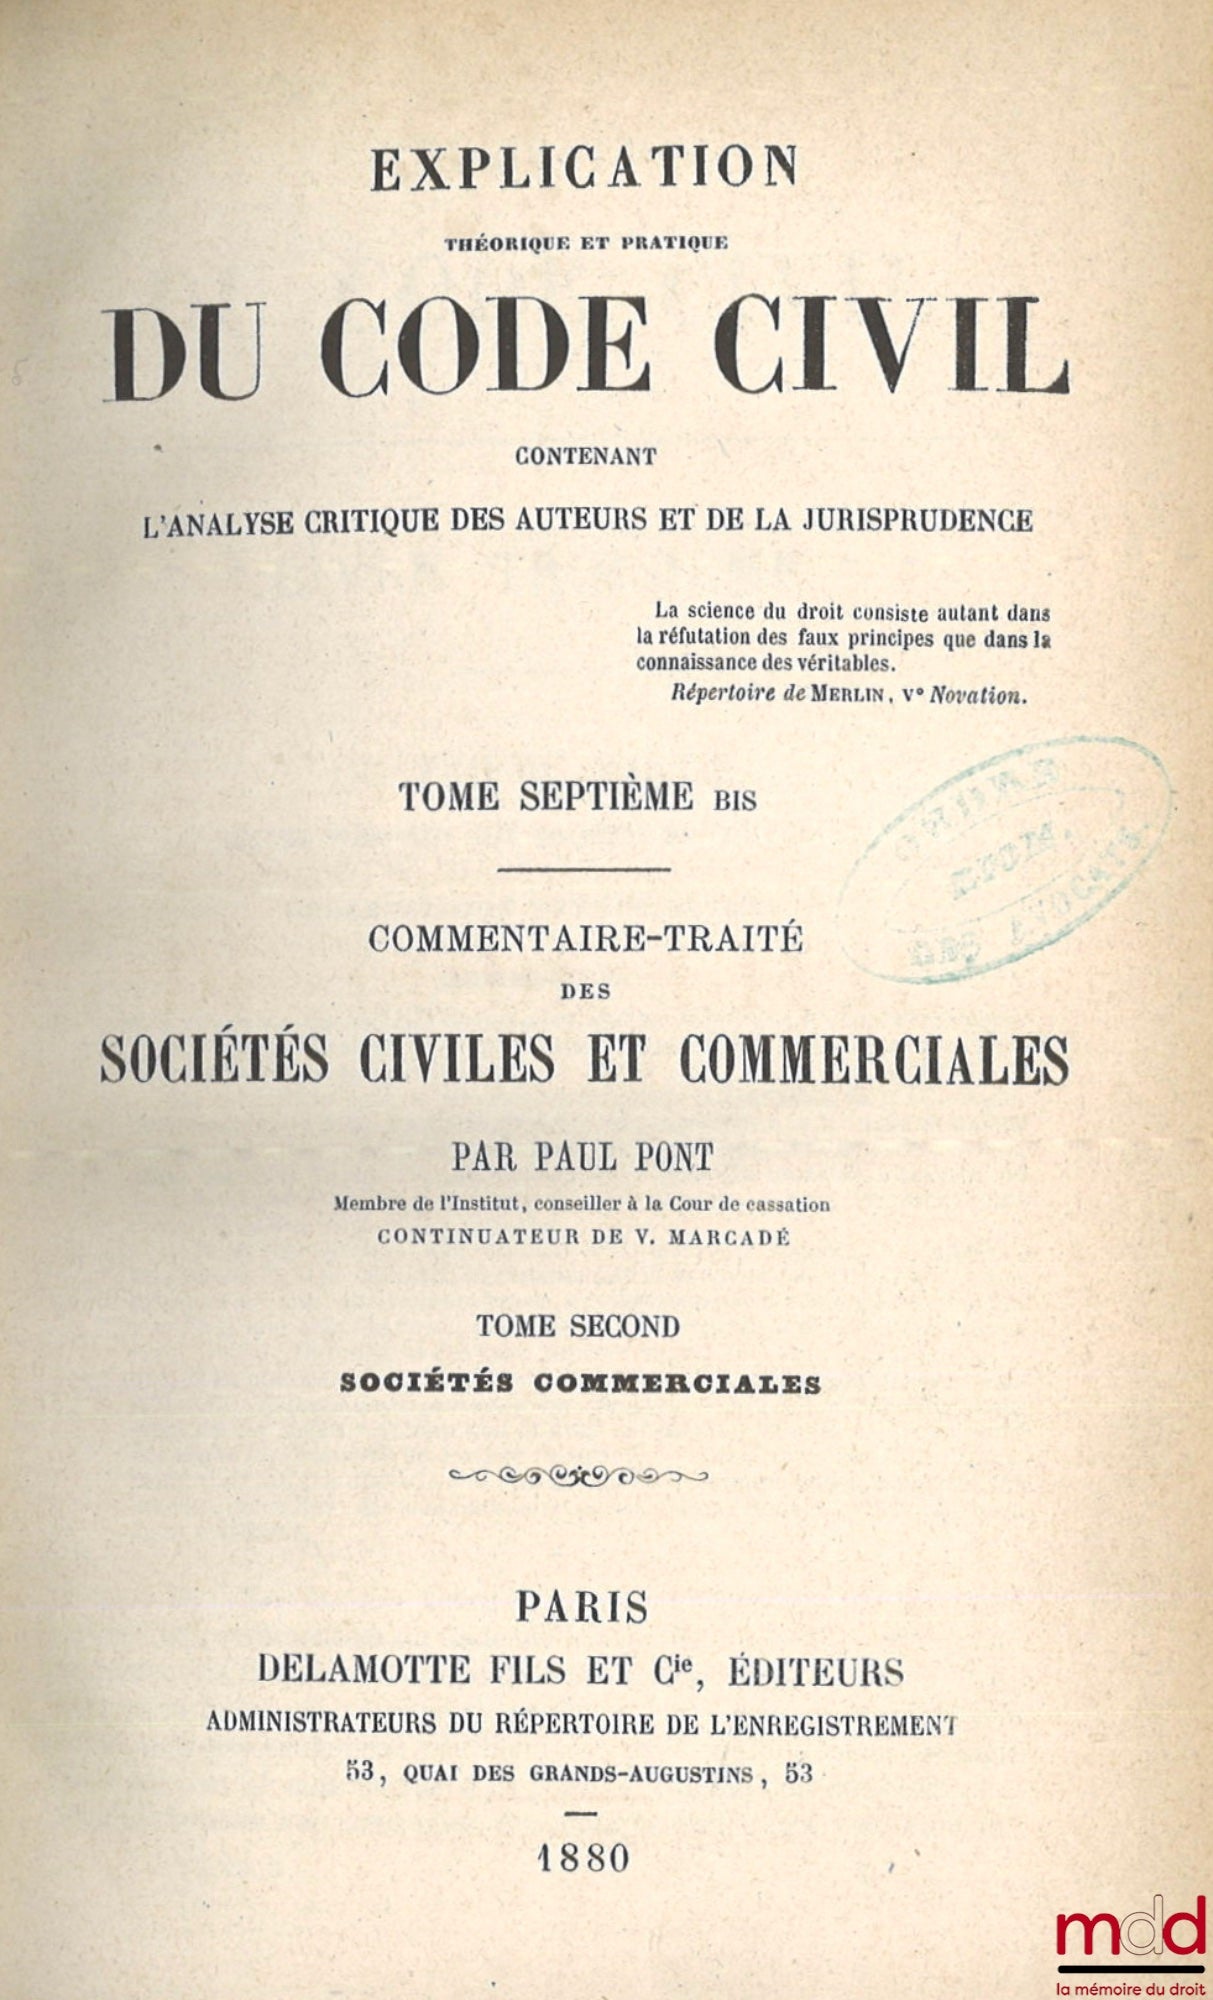 EXPLICATION
THÉORIQUE ET PRATIQUE
DU CODE CIVIL
CONTENANT
L'ANALYSE CRITIQUE DES AUTEURS ET DE LA JURISPRUDENCE
La science du droit consiste autant dans
la réfutation des faux principes que dans la
connaissance des véritables.
Répertoire de MERLIN, v° Novation.
TOME SEPTIÈME BIS
ORDRE
RIOM
DES AVOCATS
COMMENTAIRE-TRAITÉ
DES
SOCIÉTÉS CIVILES ET COMMERCIALES
PAR PAUL PONT
Membre de l'Institut, conseiller à la Cour de cassation
CONTINUATEUR DE V. MARCADÉ
TOME SECOND
SOCIÉTÉS COMMERCIALES
PARIS
DELAMOTTE FILS ET Cie, ÉDITEURS
ADMINISTRATEURS DU RÉPERTOIRE DE L'ENREGISTREMENT
53, QUAI DES GRANDS-AUGUSTINS, 53
1880
mdd
la mémoire du droit